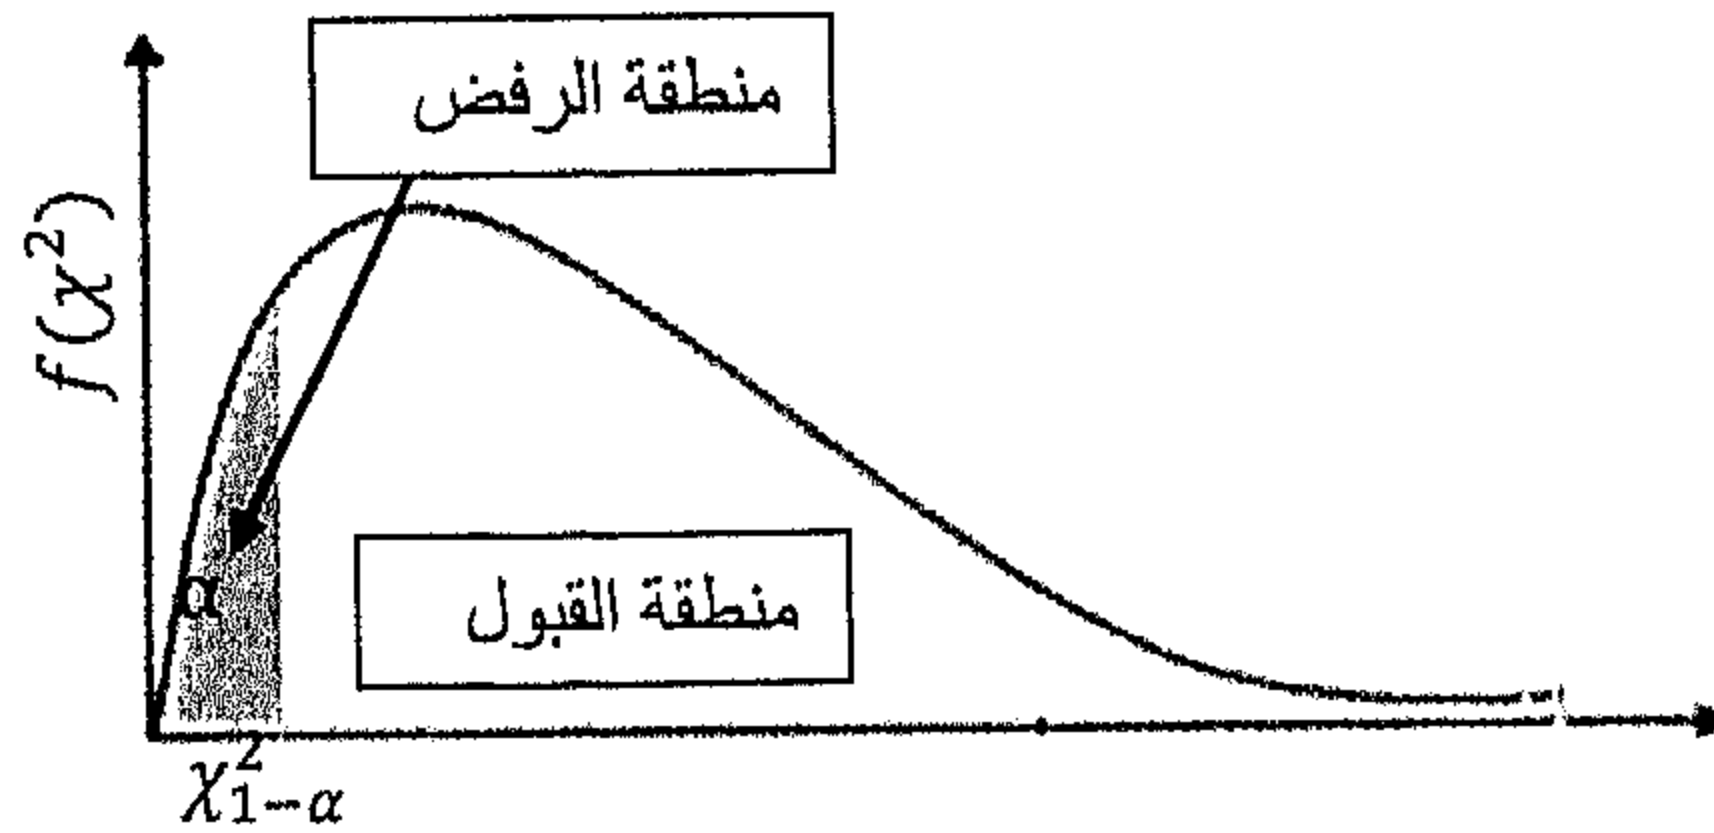 منطقة الرفض
f(χ²)
منطقة القبول
α
χ²₁₋α